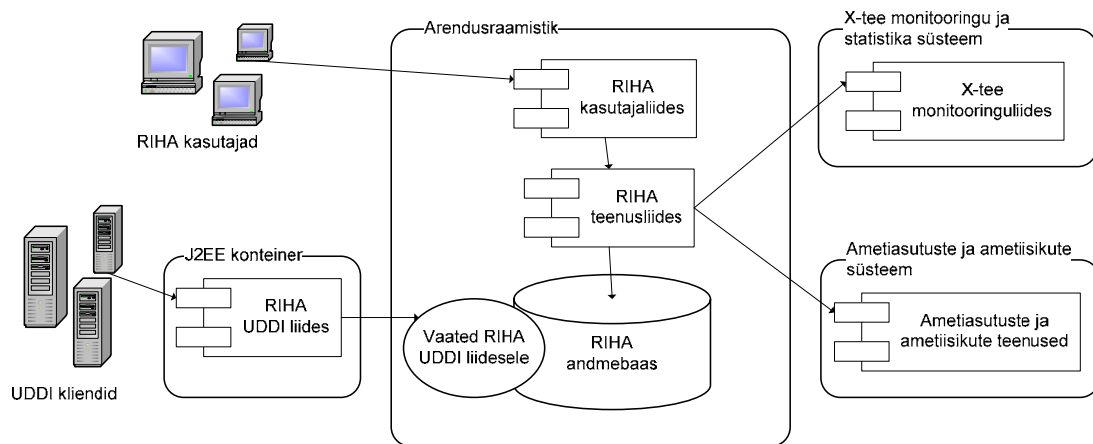 Arendusraamistik
X-tee monitooringu ja
statistika süsteem
RIHA
kasutajaliides
X-tee
monitooringuliides
RIHA kasutajad
RIHA
teenusliides
J2EE konteiner
Ametiasutuste ja ametiisikute
süsteem
RIHA
UDDI liides
Vaated RIHA
UDDI liidesele
RIHA
andmebaas
Ametiasutuste ja
ametiisikute teenused
UDDI kliendid